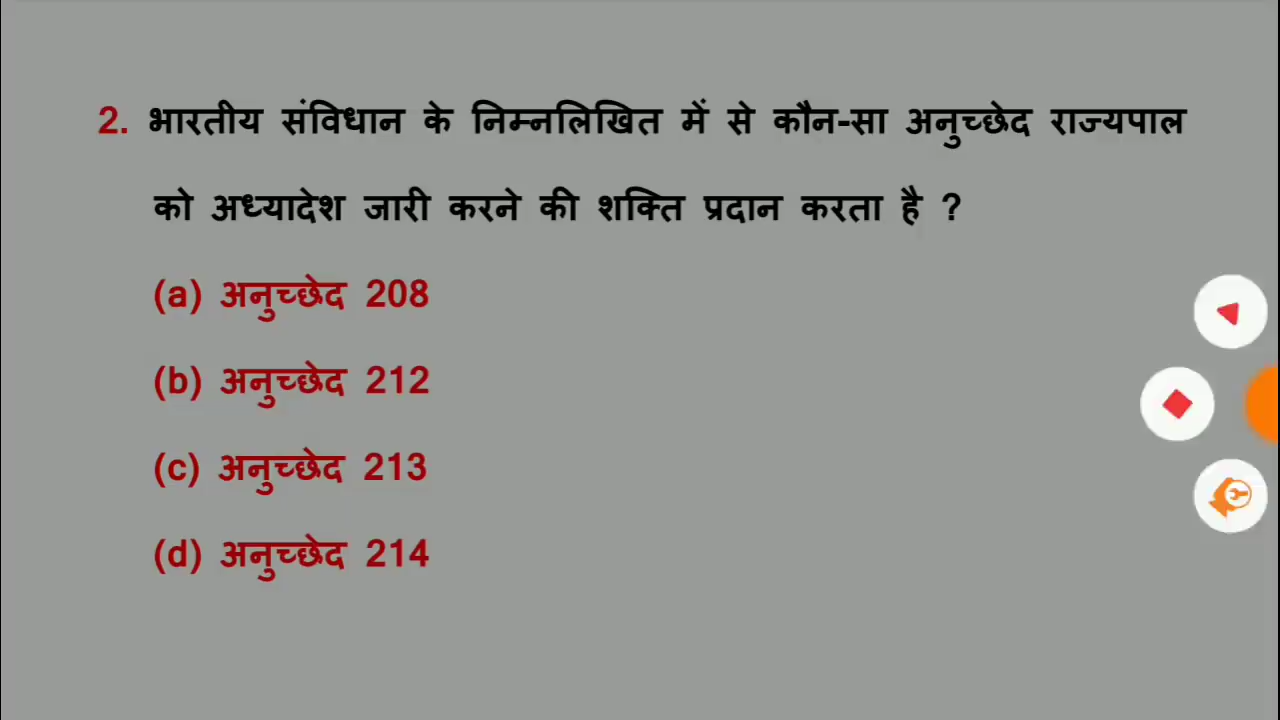 2. भारतीय संविधान के निम्नलिखित में से कौन-सा अनुच्छेद राज्यपाल
को अध्यादेश जारी करने की शक्ति प्रदान करता है ?
(a) अनुच्छेद 208
(b) अनुच्छेद 212
(c) अनुच्छेद 213
(d) अनुच्छेद 214